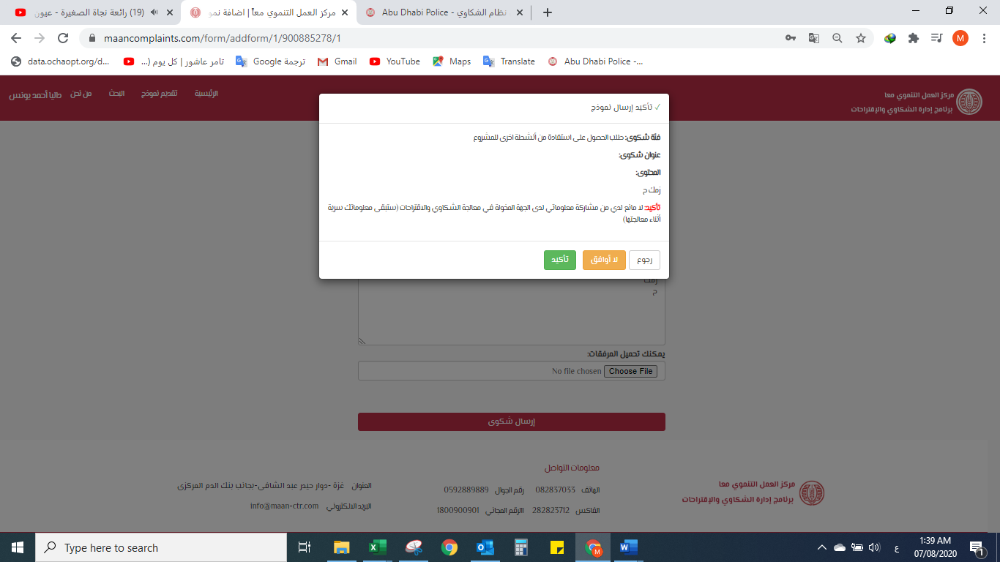 (19) رائعة نجاة الصغيرة - عيون
مركز العمل التنموي معاً | اضافة نمو
Abu Dhabi Police - نظام الشكاوي
maancomplaints.com/form/addform/1/900885278/1
M
data.ochaopt.org/d...
تامر عاشور | كل يوم (...
ترجمة Google
Gmail
YouTube
Maps
Translate
Abu Dhabi Police -...
مركز العمل التنموي معا
برنامج إدارة الشكاوي والإقتراحات
الرئيسية
تقديم نموذج
البحث
من نحن
داليا أحمد يونس
✓ تأكيد إرسال نموذج
فئة شكوى: طلب الحصول على استفادة من أنشطة اخرى للمشروع
عنوان شكوى:
المحتوى:
زمك ح
تأكيد: لا مانع لدي من مشاركة معلوماتي لدى الجهة المخولة في معالجة الشكاوي والاقتراحات (ستبقى معلوماتك سرية
أثناء معالجتها)
رجوع
لا أوافق
تأكيد
زمك
ح
يمكنك تحميل المرفقات:
Choose File No file chosen
إرسال شكوى
مركز العمل التنموي معا
برنامج إدارة الشكاوي والإقتراحات
معلومات التواصل
الهاتف 082837033 رقم الجوال 0592889889
الفاكس 282823712 االرقم المجاني 1800900901
العنوان غزة -دوار حيدر عبد الشافي-بجانب بنك الدم المركزي
البريد الالكتروني info@maan-ctr.com
Type here to search
ع
1:39 AM
07/08/2020
1